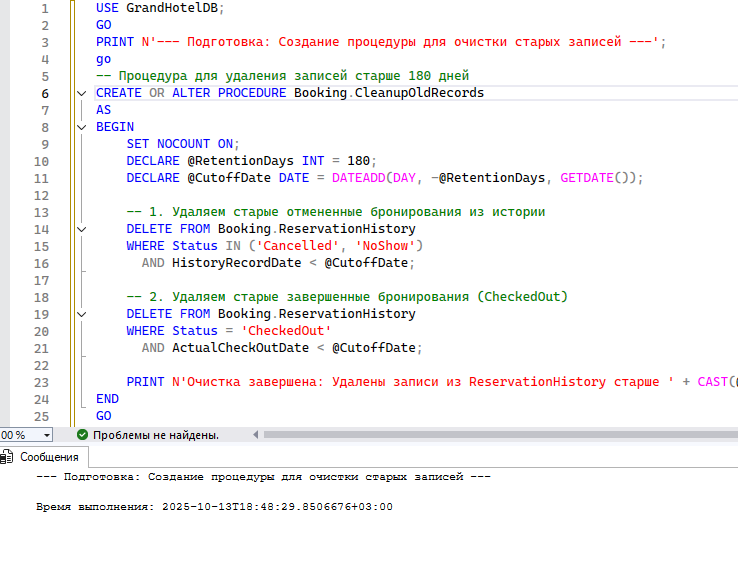 1 USE GrandHotelDB;
2 GO
3 PRINT N'--- Подготовка: Создание процедуры для очистки старых записей ---';
4 go
5 -- Процедура для удаления записей старше 180 дней
6 CREATE OR ALTER PROCEDURE Booking.CleanupOldRecords
7 AS
8 BEGIN
9 SET NOCOUNT ON;
10 DECLARE @RetentionDays INT = 180;
11 DECLARE @CutoffDate DATE = DATEADD(DAY, -@RetentionDays, GETDATE());
12
13 -- 1. Удаляем старые отмененные бронирования из истории
14 DELETE FROM Booking.ReservationHistory
15 WHERE Status IN ('Cancelled', 'NoShow')
16 AND HistoryRecordDate < @CutoffDate;
17
18 -- 2. Удаляем старые завершенные бронирования (CheckedOut)
19 DELETE FROM Booking.ReservationHistory
20 WHERE Status = 'CheckedOut'
21 AND ActualCheckOutDate < @CutoffDate;
22
23 PRINT N'Очистка завершена: Удалены записи из ReservationHistory старше ' + CAST(
24 END
25 GO
00 % Проблемы не найдены.
Сообщения
--- Подготовка: Создание процедуры для очистки старых записей ---
Время выполнения: 2025-10-13T18:48:29.8506676+03:00